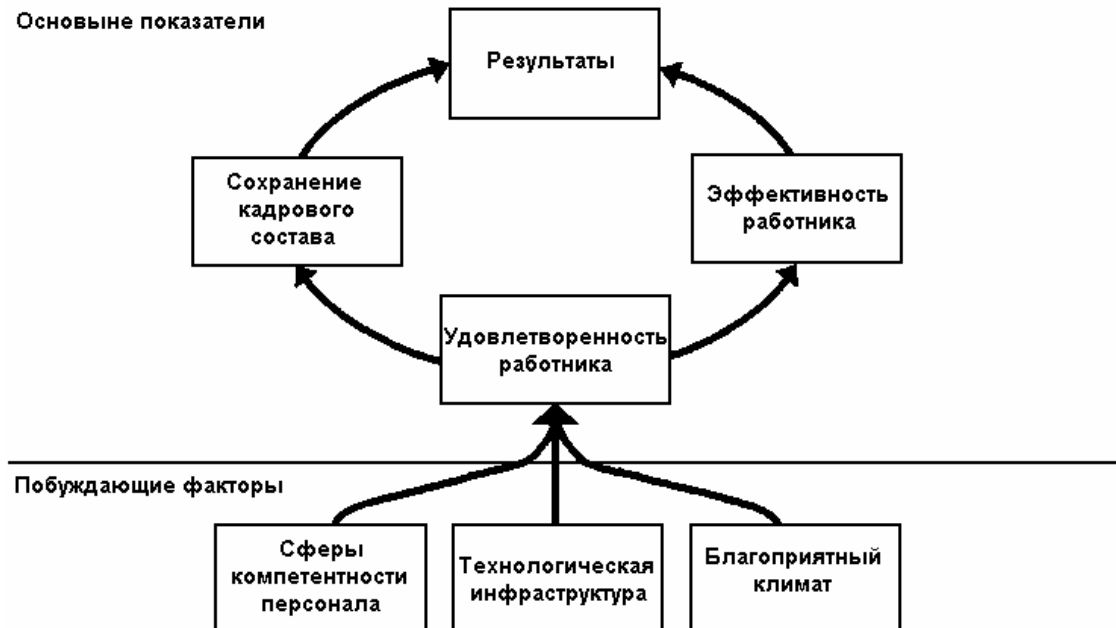 Основыне показатели
Результаты
Сохранение
кадрового
состава
Эффективность
работника
Удовлетворенность
работника
Побуждающие факторы
Сферы
компетентности
персонала
Технологическая
инфраструктура
Благоприятный
климат